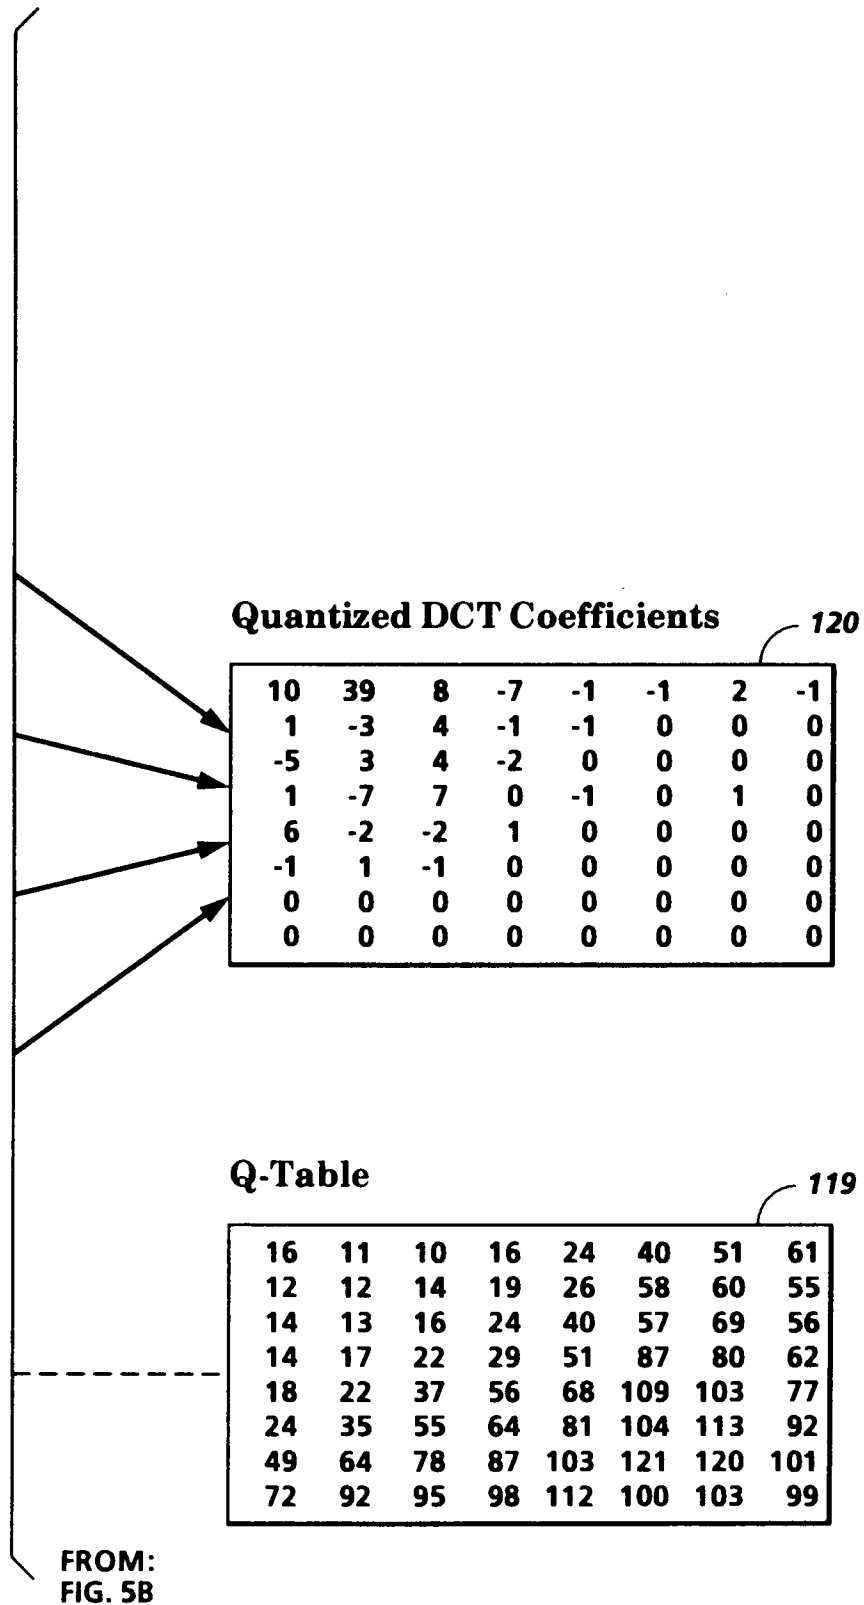 Quantized DCT Coefficients
120
10 39 8 -7 -1 -1 2 -1
1 -3 4 -1 -1 0 0 0
-5 3 4 -2 0 0 0 0
1 -7 7 0 -1 0 1 0
6 -2 -2 1 0 0 0 0
-1 1 -1 0 0 0 0 0
0 0 0 0 0 0 0 0
0 0 0 0 0 0 0 0
Q-Table
119
16 11 10 16 24 40 51 61
12 12 14 19 26 58 60 55
14 13 16 24 40 57 69 56
14 17 22 29 51 87 80 62
18 22 37 56 68 109 103 77
24 35 55 64 81 104 113 92
49 64 78 87 103 121 120 101
72 92 95 98 112 100 103 99
FROM:
FIG. 5B